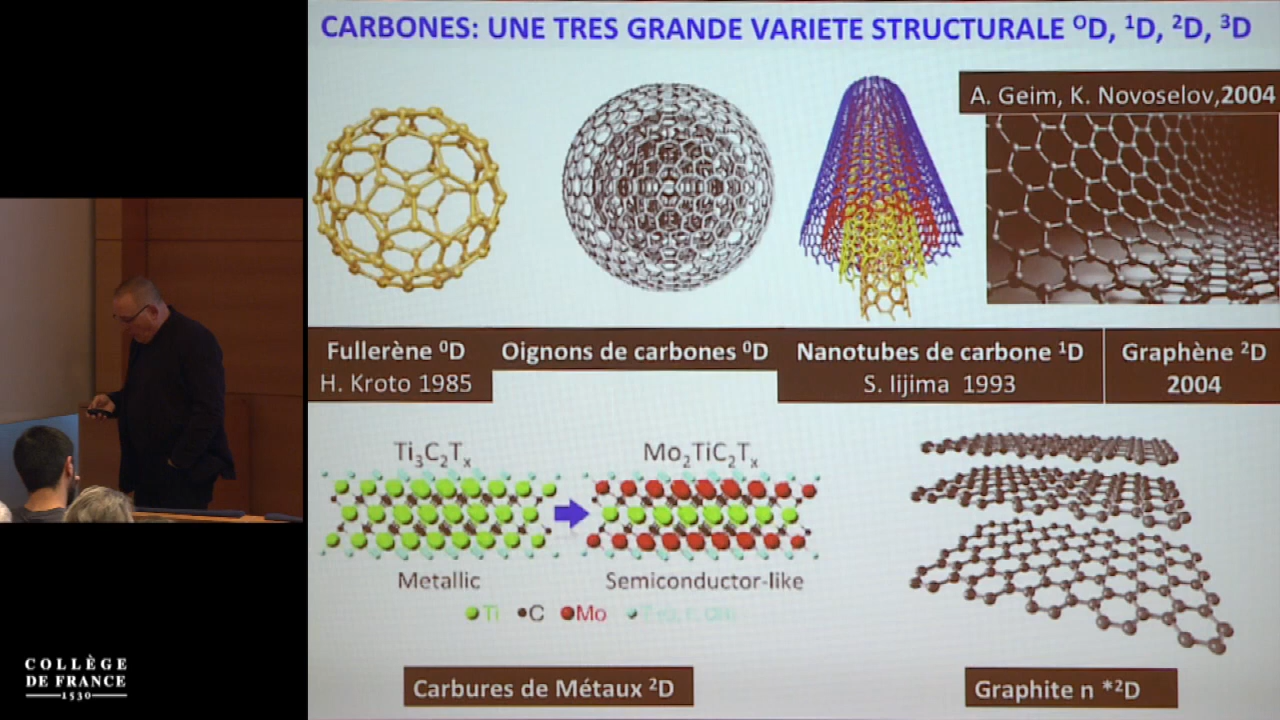 CARBONES: UNE TRES GRANDE VARIETE STRUCTURALE ⁰D, ¹D, ²D, ³D
A. Geim, K. Novoselov,2004
Fullerène ⁰D
H. Kroto 1985
Oignons de carbones ⁰D
Nanotubes de carbone ¹D
S. Iijima 1993
Graphène ²D
2004
Ti₃C₂Tₓ
Mo₂TiC₂Tₓ
Metallic
Semiconductor-like
Ti C Mo
Carbures de Métaux ²D
Graphite n *²D
COLLÈGE
DE FRANCE
1530